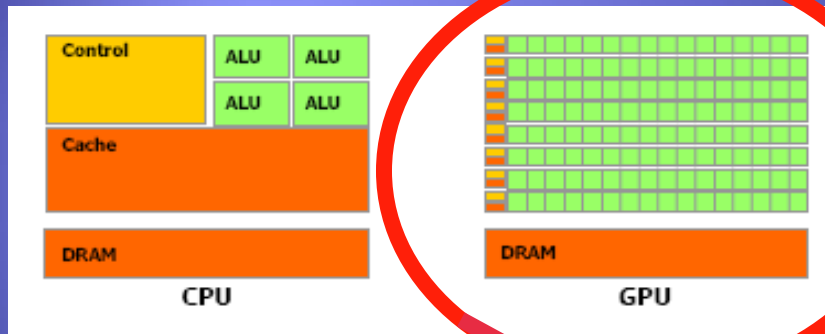 Control
ALU ALU
ALU ALU
Cache
DRAM
CPU
DRAM
GPU